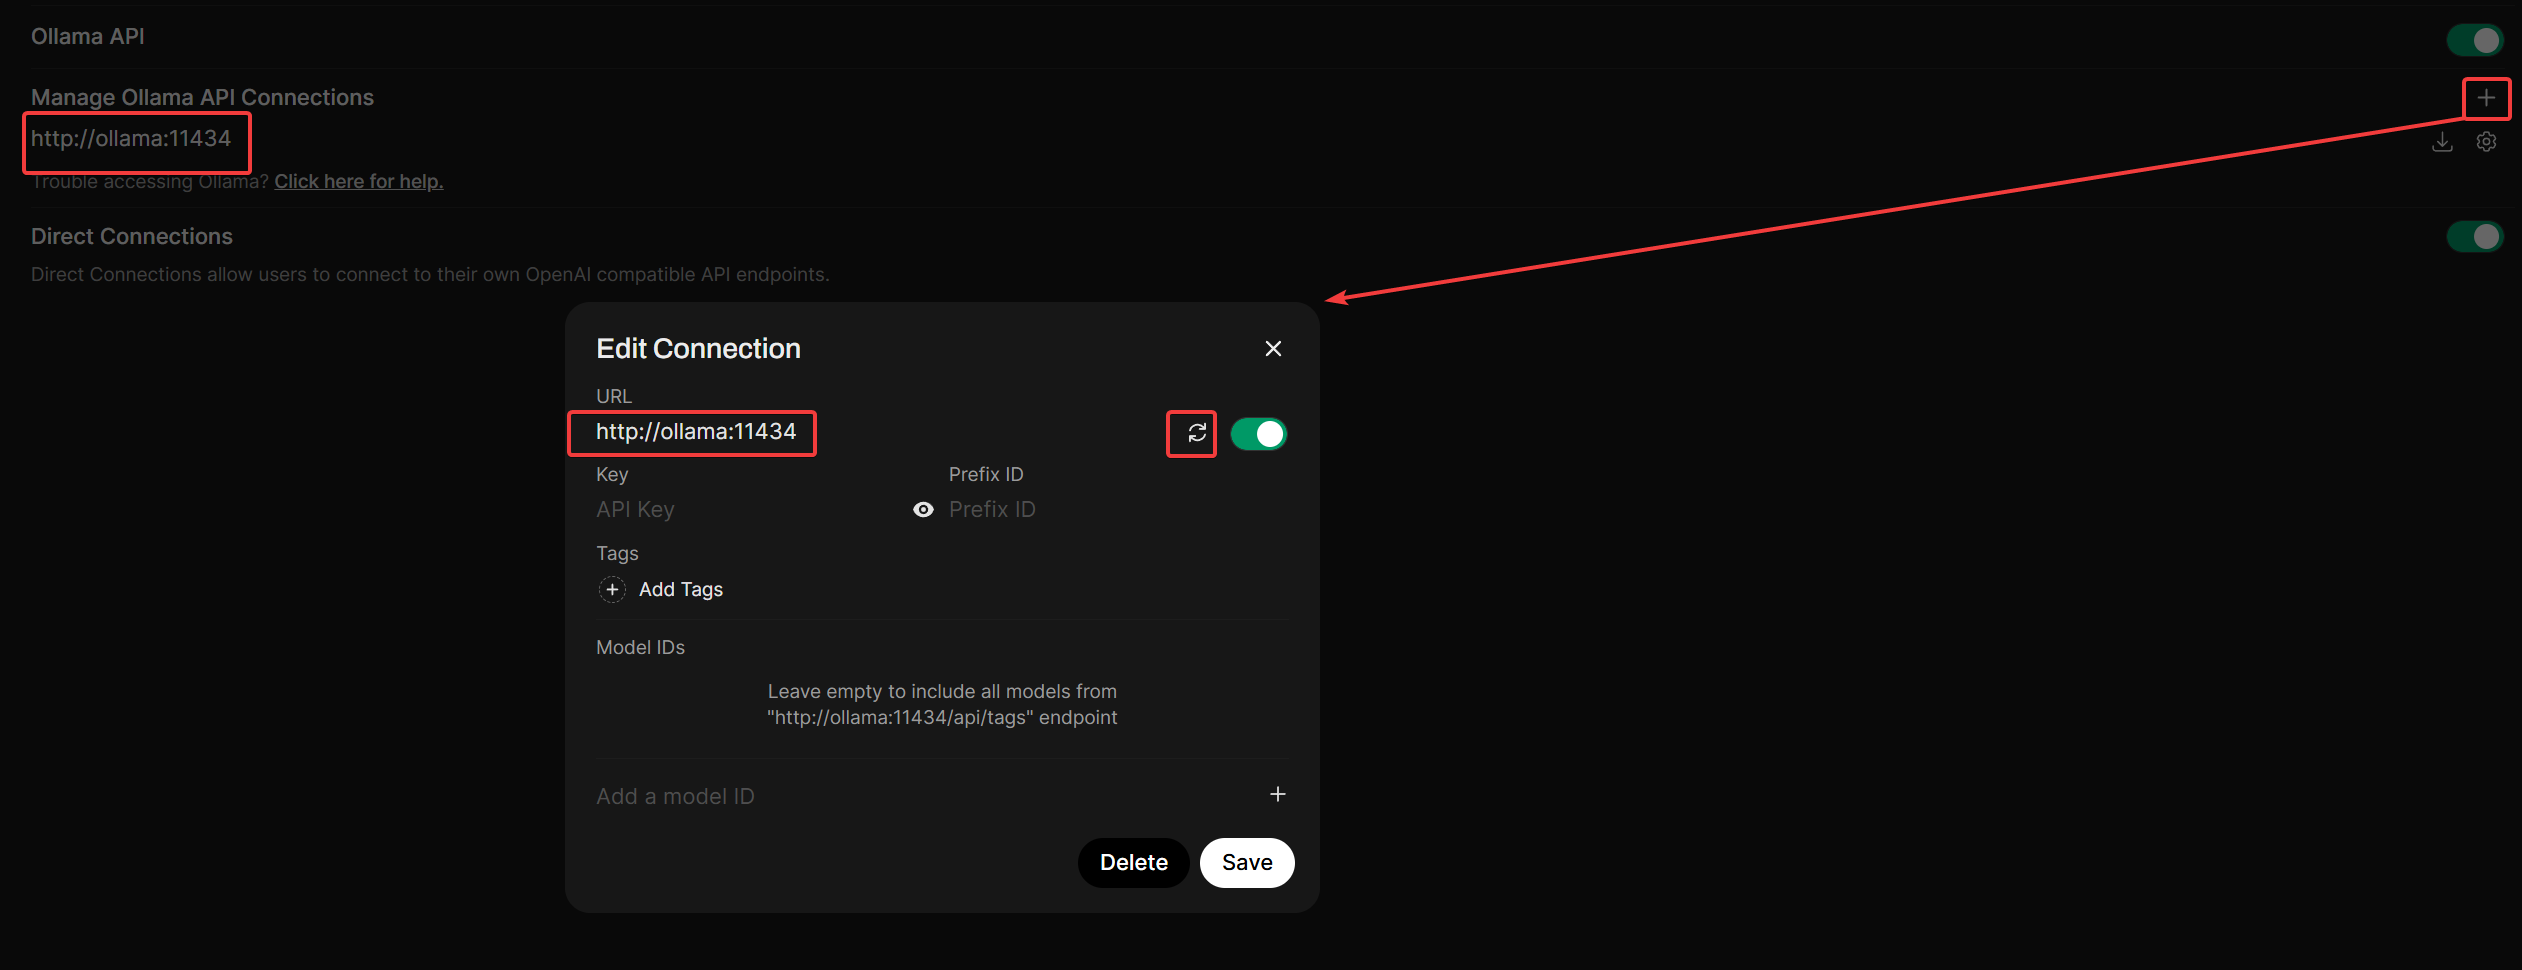 Ollama API
Manage Ollama API Connections
http://ollama:11434
Trouble accessing Ollama? Click here for help.
Direct Connections
Direct Connections allow users to connect to their own OpenAI compatible API endpoints.
Edit Connection
URL
http://ollama:11434
Key
Prefix ID
API Key
Prefix ID
Tags
Add Tags
Model IDs
Leave empty to include all models from
"http://ollama:11434/api/tags" endpoint
Add a model ID
Delete
Save